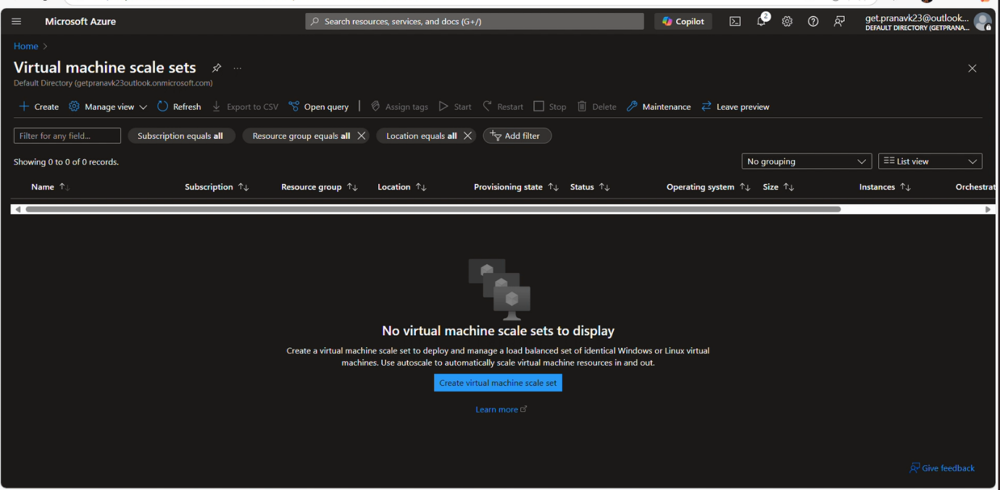 Microsoft Azure
Search resources, services, and docs (G+/)
Copilot
2
get.pranavk23@outlook...
DEFAULT DIRECTORY (GETPRANA...
Home
Virtual machine scale sets
...
Default Directory (getpranavk23outlook.onmicrosoft.com)
Create Manage view Refresh Export to CSV Open query Assign tags Start Restart Stop Delete Maintenance Leave preview
Filter for any field... Subscription equals all Resource group equals all Location equals all Add filter
Showing 0 to 0 of 0 records.
No grouping List view
Name Subscription Resource group Location Provisioning state Status Operating system Size Instances Orchestrat
No virtual machine scale sets to display
Create a virtual machine scale set to deploy and manage a load balanced set of identical Windows or Linux virtual
machines. Use autoscale to automatically scale virtual machine resources in and out.
Create virtual machine scale set
Learn more
Give feedback